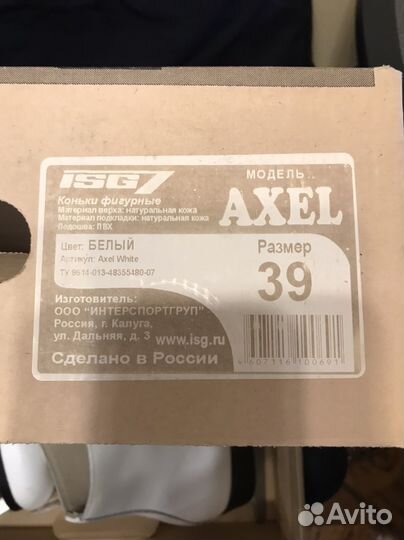 ISG7
Коньки фигурные
Материал верха: натуральная кожа
Материал подкладки: натуральная кожа
Подошва: ПВХ
МОДЕЛЬ
AXEL
Цвет: БЕЛЫЙ
Артикул: Axel White
ТУ 9614-013-48355480-07
Размер
39
Изготовитель:
ООО "ИНТЕРСПОРТГРУП"
Россия, г. Калуга,
ул. Дальняя, д. 3
www.isg.ru
Сделано в России
4607116100691
Avito